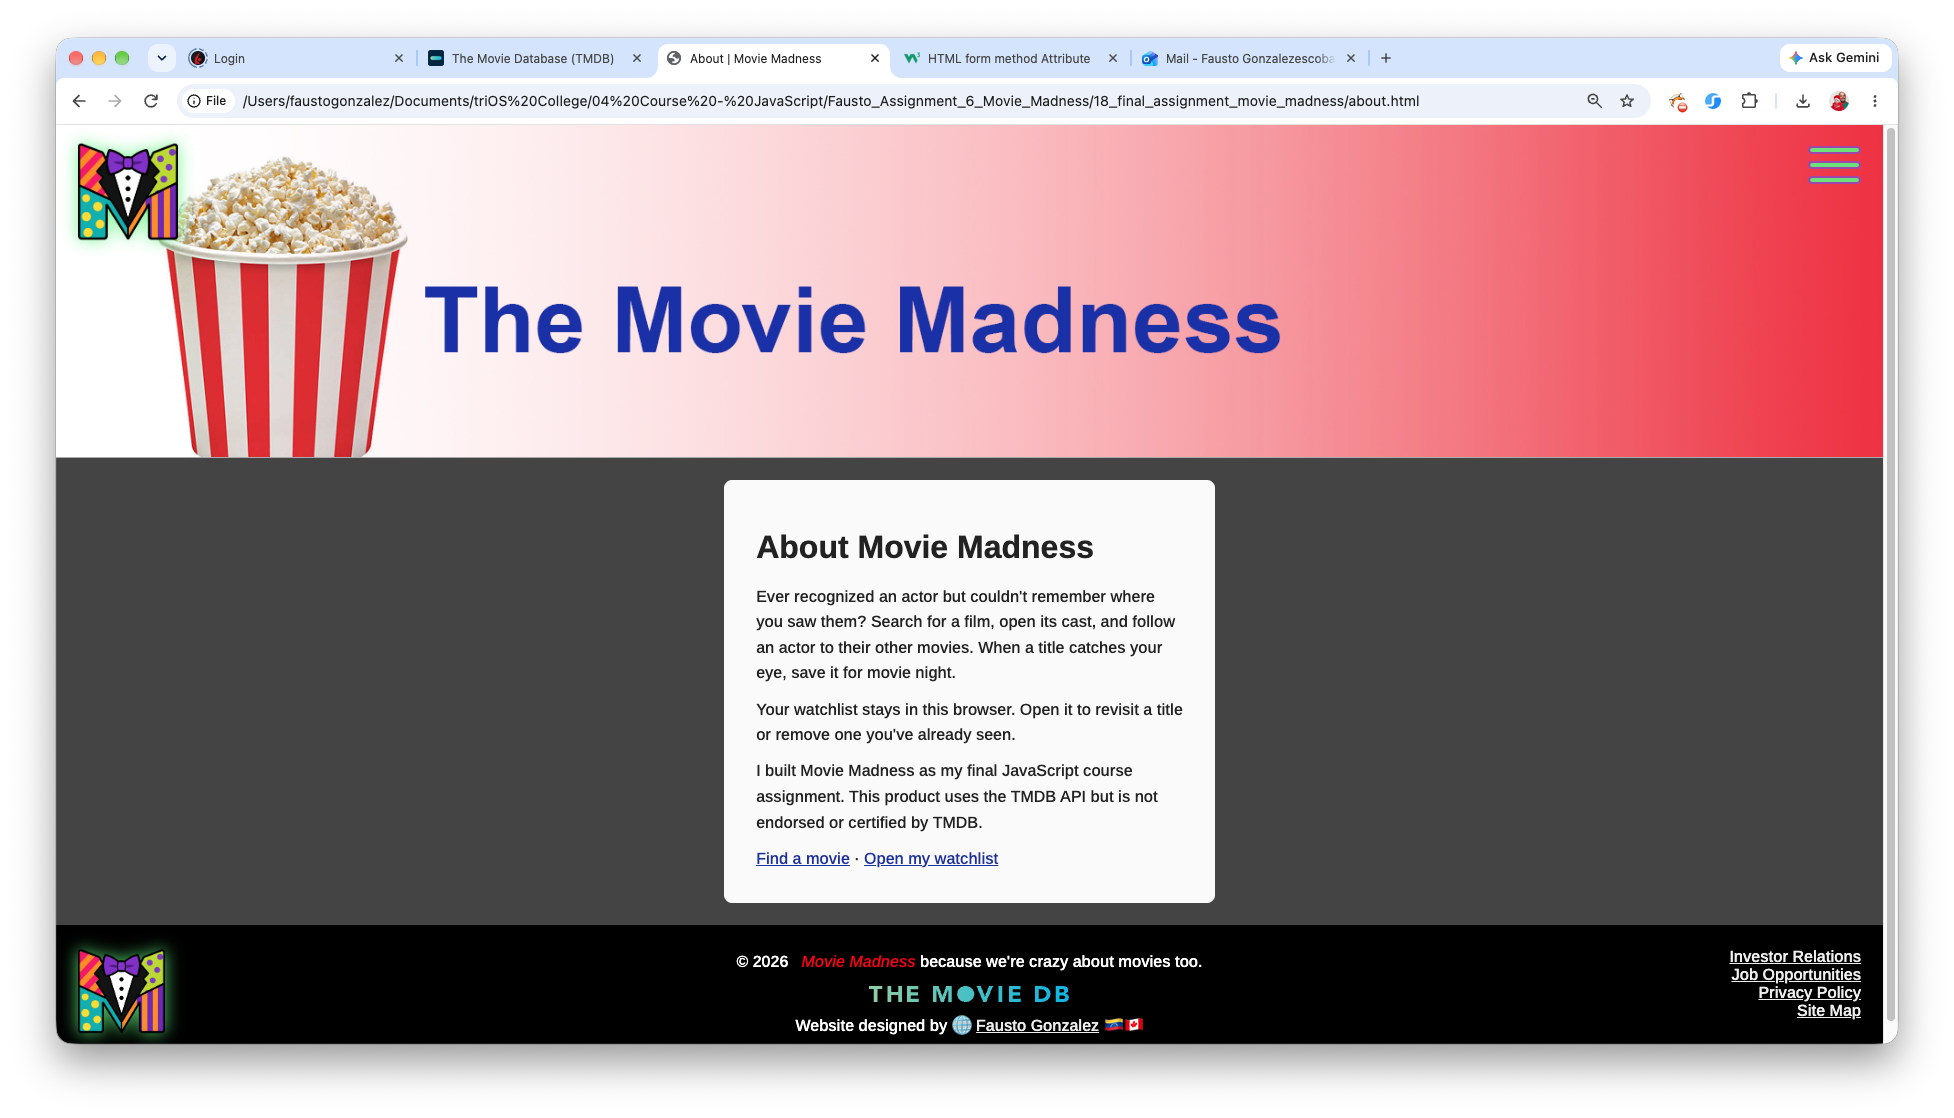 Login
The Movie Database (TMDB)
About | Movie Madness
HTML form method Attribute
Mail - Fausto Gonzalezescoba
Ask Gemini
File
/Users/faustogonzalez/Documents/triOS%20College/04%20Course%20-%20JavaScript/Fausto_Assignment_6_Movie_Madness/18_final_assignment_movie_madness/about.html
The Movie Madness
About Movie Madness
Ever recognized an actor but couldn't remember where
you saw them? Search for a film, open its cast, and follow
an actor to their other movies. When a title catches your
eye, save it for movie night.
Your watchlist stays in this browser. Open it to revisit a title
or remove one you've already seen.
I built Movie Madness as my final JavaScript course
assignment. This product uses the TMDB API but is not
endorsed or certified by TMDB.
Find a movie · Open my watchlist
© 2026 Movie Madness because we're crazy about movies too.
THE MOVIE DB
Website designed by 🌐 Fausto Gonzalez 🇻🇪🇨🇦
Investor Relations
Job Opportunities
Privacy Policy
Site Map